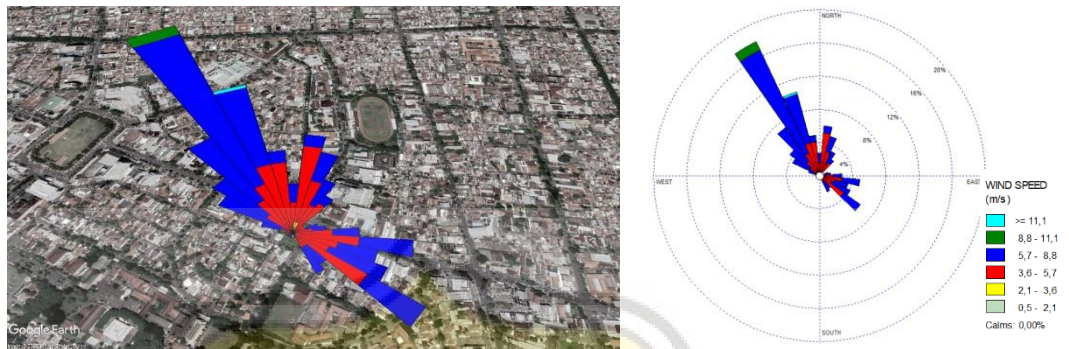 Google Earth
NORTH
20%
16%
12%
8%
4%
WEST
EAST
SOUTH
WIND SPEED
(m/s)
>= 11,1
8,8 - 11,1
5,7 - 8,8
3,6 - 5,7
2,1 - 3,6
0,5 - 2,1
Calms: 0,00%